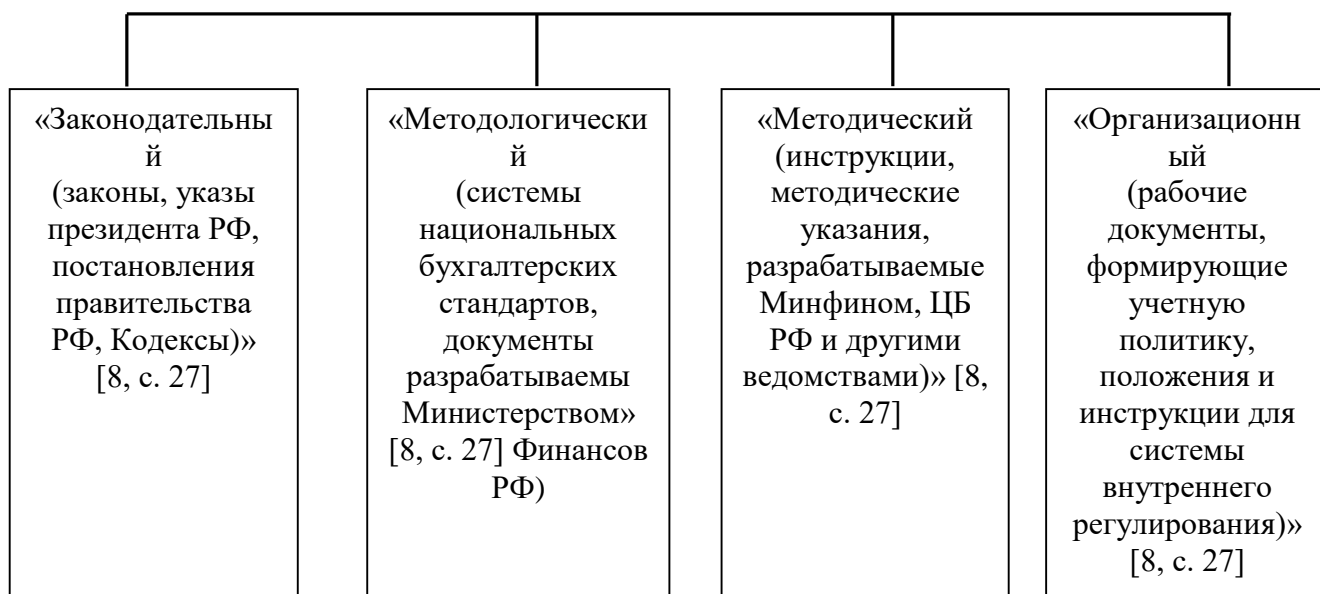 «Законодательны
й
(законы, указы
президента РФ,
постановления
правительства
РФ, Кодексы)»
[8, с. 27]
«Методологически
й
(системы
национальных
бухгалтерских
стандартов,
документы
разрабатываемы
Министерством»
[8, с. 27] Финансов
РФ)
«Методический
(инструкции,
методические
указания,
разрабатываемые
Минфином, ЦБ
РФ и другими
ведомствами)» [8,
с. 27]
«Организационн
ый
(рабочие
документы,
формирующие
учетную
политику,
положения и
инструкции для
системы
внутреннего
регулирования)»
[8, с. 27]